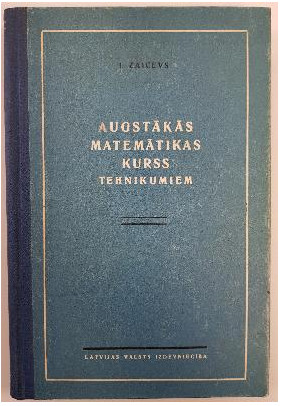 I. ZAICEVS
AUGSTĀKĀS
MATEMĀTIKAS
KURSS
TEHNIKUMIEM
LATVIJAS VALSTS IZDEVNIECĪBA